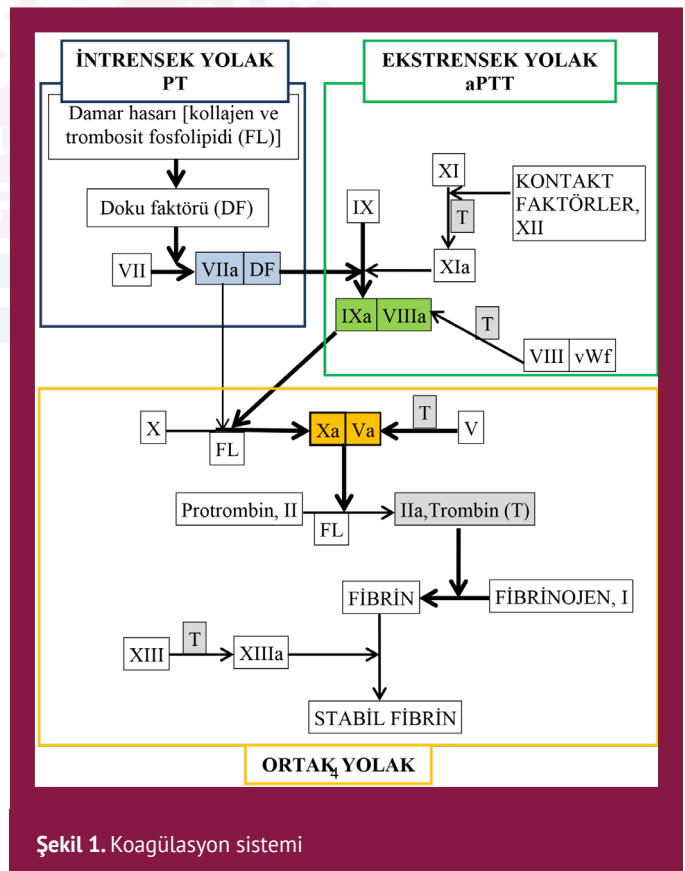 İNTRENSEK YOLAK
PT
EKSTRENSEK YOLAK
aPTT
Damar hasarı [kollajen ve
trombosit fosfolipidi (FL)]
Doku faktörü (DF)
VII
VIIa DF
IX
XI
T
KONTAKT
FAKTÖRLER,
XII
XIa
IXa VIIIa
T
VIII vWf
X
FL
Xa Va
T
V
Protrombin, II
FL
IIa,Trombin (T)
FİBRİN
FİBRİNOJEN, I
XIII
T
XIIIa
STABİL FİBRİN
ORTAK YOLAK
4
Şekil 1. Koagülasyon sistemi